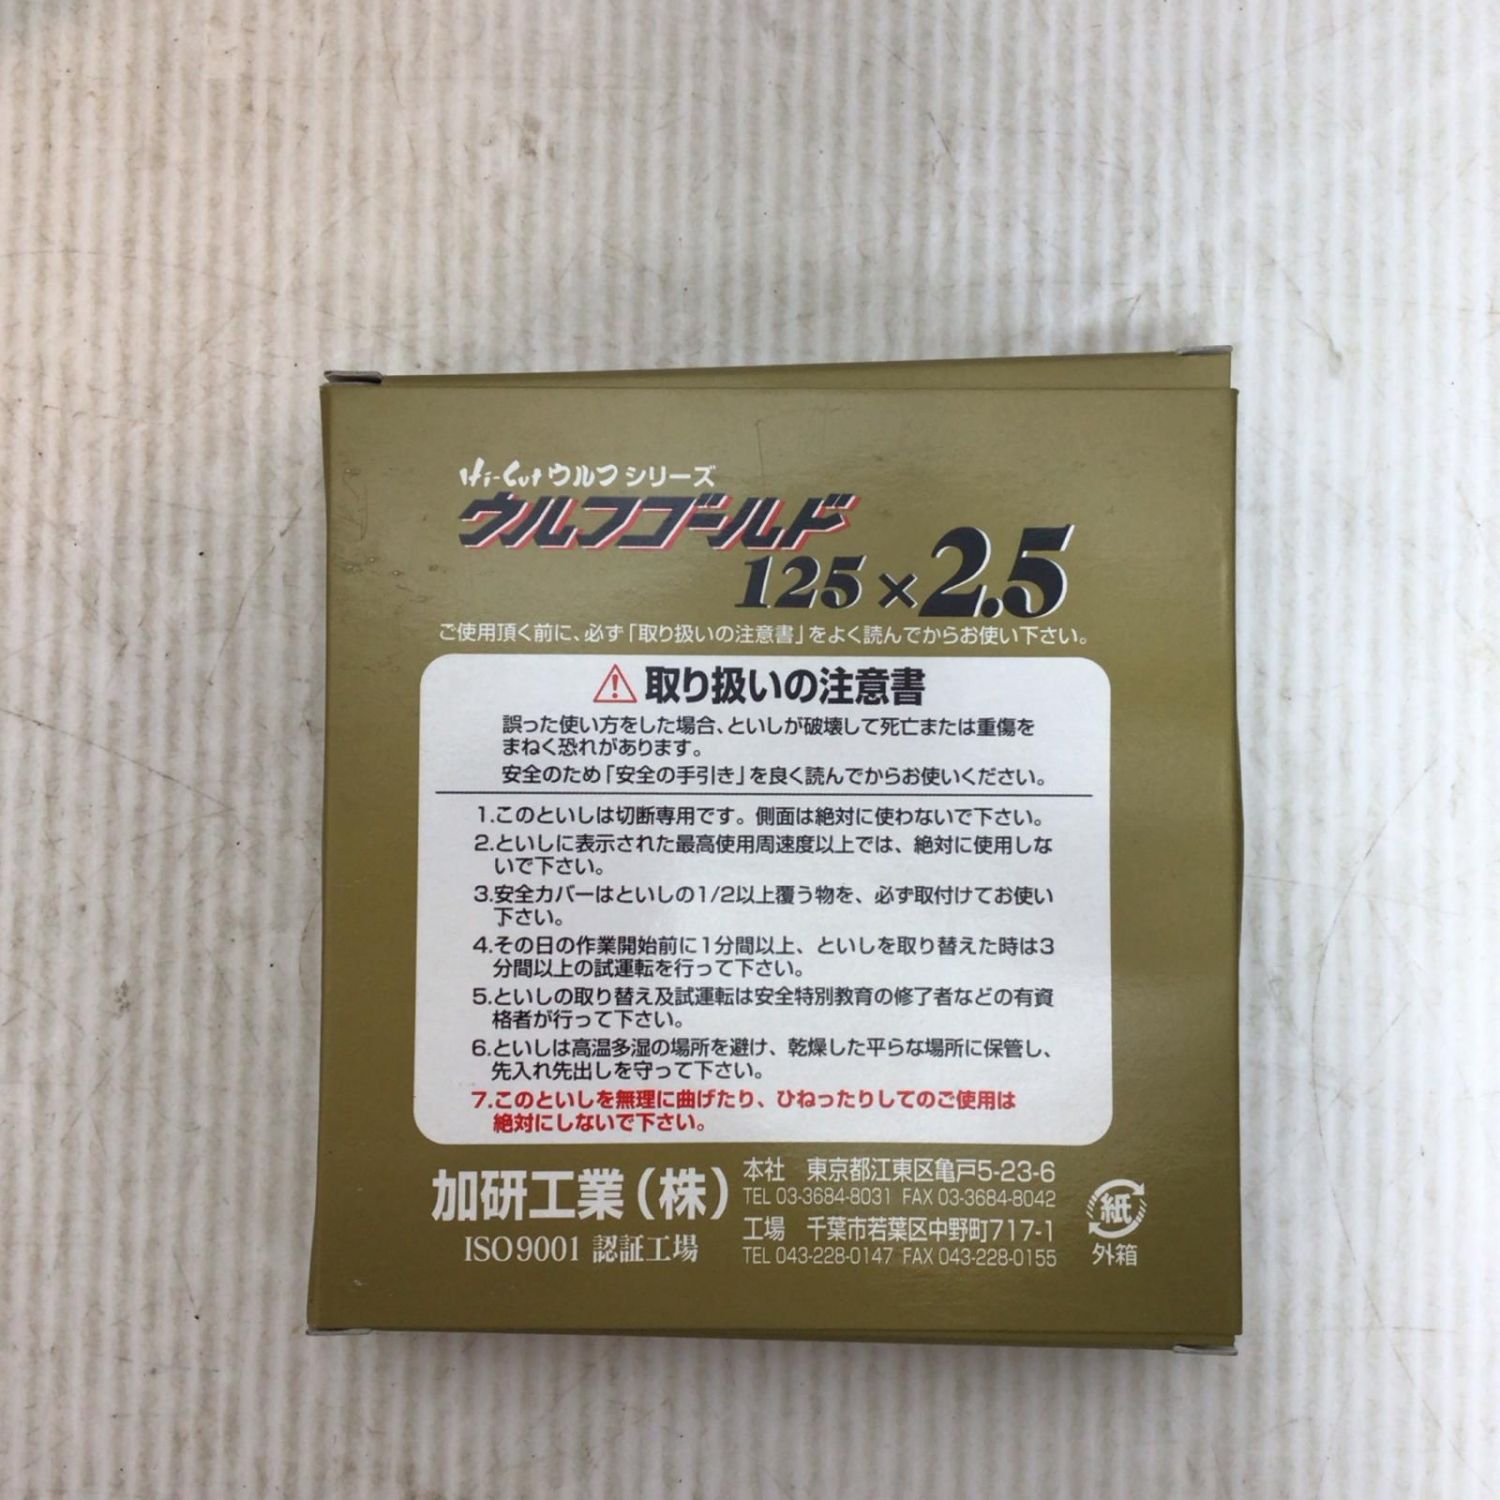 Hi-Cut ウルフ シリーズ
ウルフゴールド
125×2.5
ご使用頂く前に、必ず「取り扱いの注意書」をよく読んでからお使い下さい。
取り扱いの注意書
誤った使い方をした場合、といしが破壊して死亡または重傷を
まねく恐れがあります。
安全のため「安全の手引き」を良く読んでからお使いください。
1.このといしは切断専用です。側面は絶対に使わないで下さい。
2.といしに表示された最高使用周速度以上では、絶対に使用しな
いで下さい。
3.安全カバーはといしの1/2以上覆う物を、必ず取付けてお使い
下さい。
4.その日の作業開始前に1分間以上、といしを取り替えた時は3
分間以上の試運転を行って下さい。
5.といしの取り替え及試運転は安全特別教育の修了者などの有資
格者が行って下さい。
6.といしは高温多湿の場所を避け、乾燥した平らな場所に保管し、
先入れ先出しを守って下さい。
7.このといしを無理に曲げたり、ひねったりしてのご使用は
絶対にしないで下さい。
加研工業(株)
ISO9001 認証工場
本社 東京都江東区亀戸5-23-6
TEL 03-3684-8031 FAX 03-3684-8042
工場 千葉市若葉区中野町717-1
TEL 043-228-0147 FAX 043-228-0155
紙
外箱